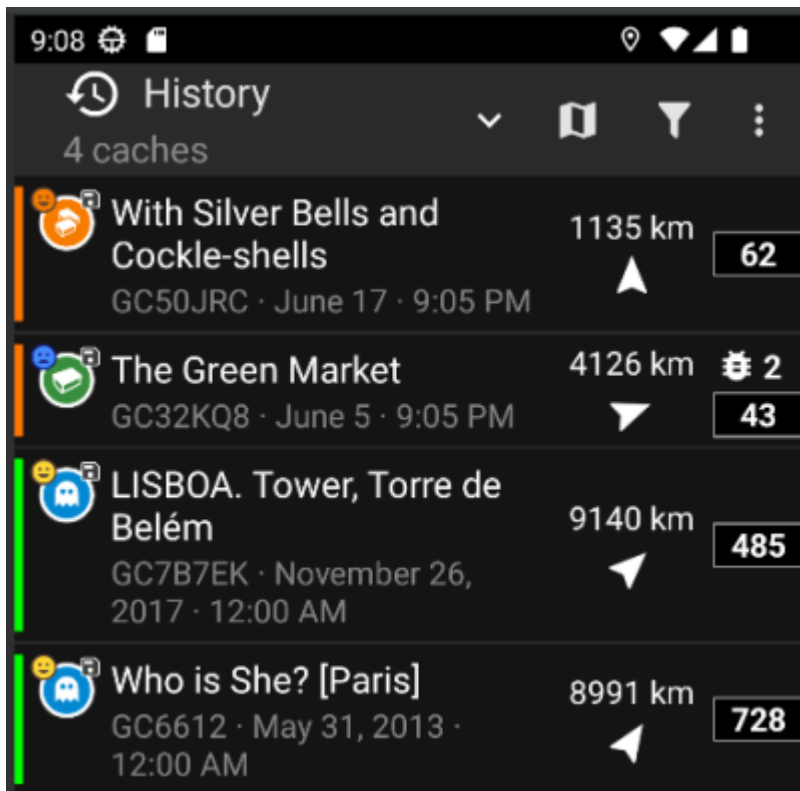 9:08
History
4 caches
With Silver Bells and
Cockle-shells
GC50JRC · June 17 · 9:05 PM
1135 km
62
The Green Market
GC32KQ8 · June 5 · 9:05 PM
4126 km
2
43
LISBOA. Tower, Torre de
Belém
GC7B7EK · November 26,
2017 · 12:00 AM
9140 km
485
Who is She? [Paris]
GC6612 · May 31, 2013 ·
12:00 AM
8991 km
728